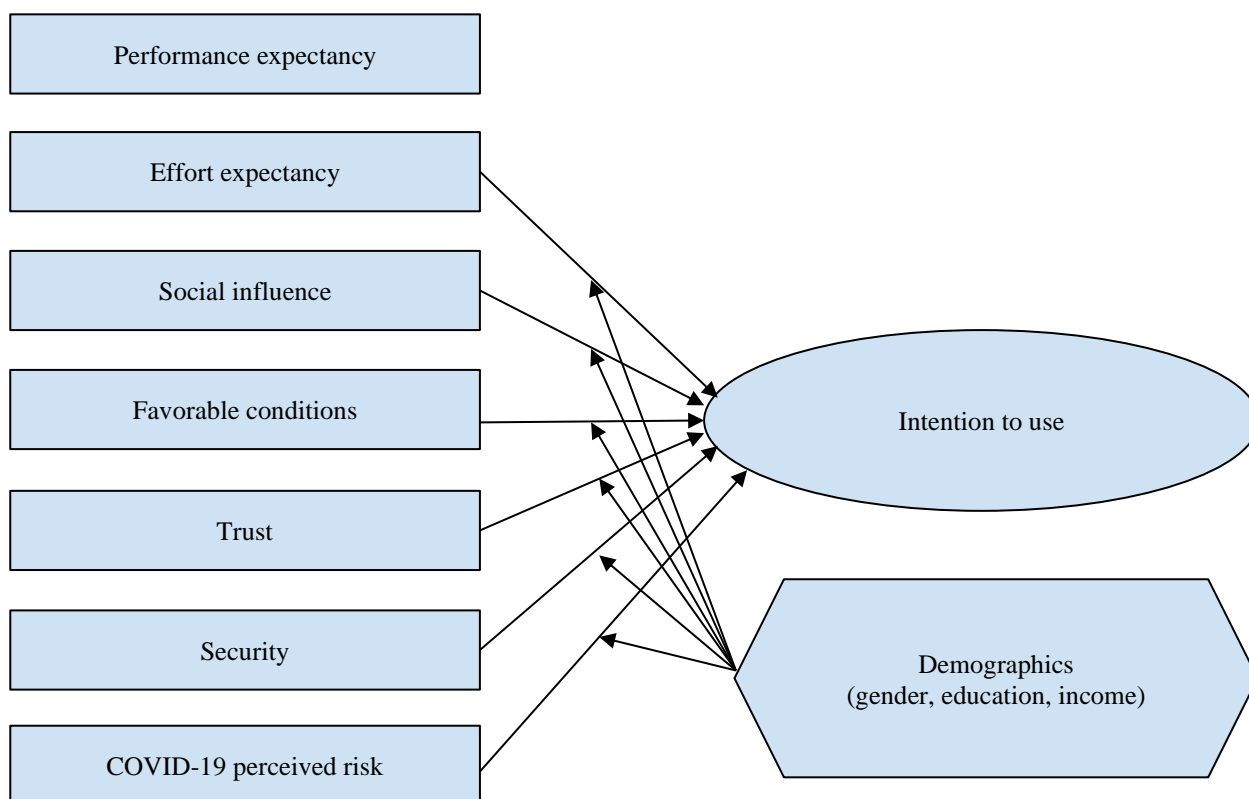 Performance expectancy
Effort expectancy
Social influence
Favorable conditions
Trust
Security
COVID-19 perceived risk
Intention to use
Demographics
(gender, education, income)